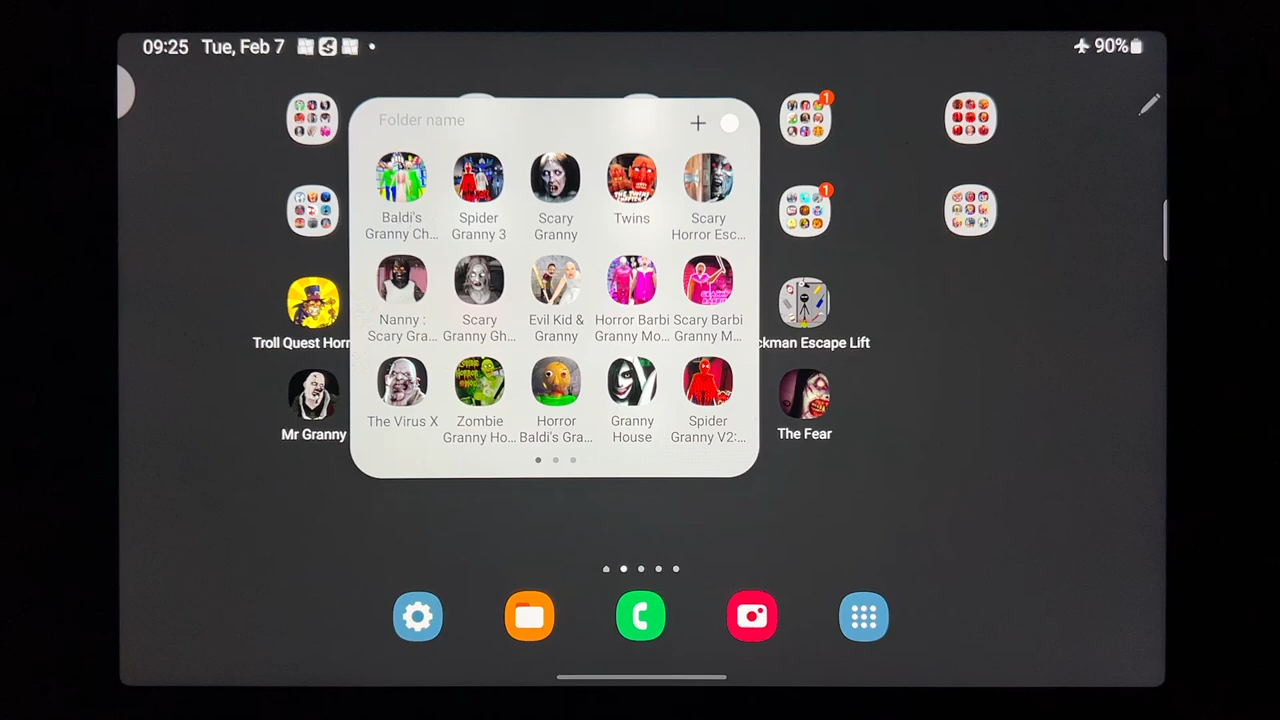 09:25 Tue, Feb 7
90%
1
Folder name
Baldi's
Granny Ch...
Spider
Granny 3
Scary
Granny
Twins
Scary
Horror Esc...
1
Nanny :
Scary Gra...
Scary
Granny Gh...
Evil Kid &
Granny
Horror Barbi
Granny Mo...
Scary Barbi
Granny M...
Troll Quest Horr
ckman Escape Lift
The Virus X
Zombie
Granny Ho...
Horror
Baldi's Gra...
Granny
House
Spider
Granny V2:...
Mr Granny
The Fear